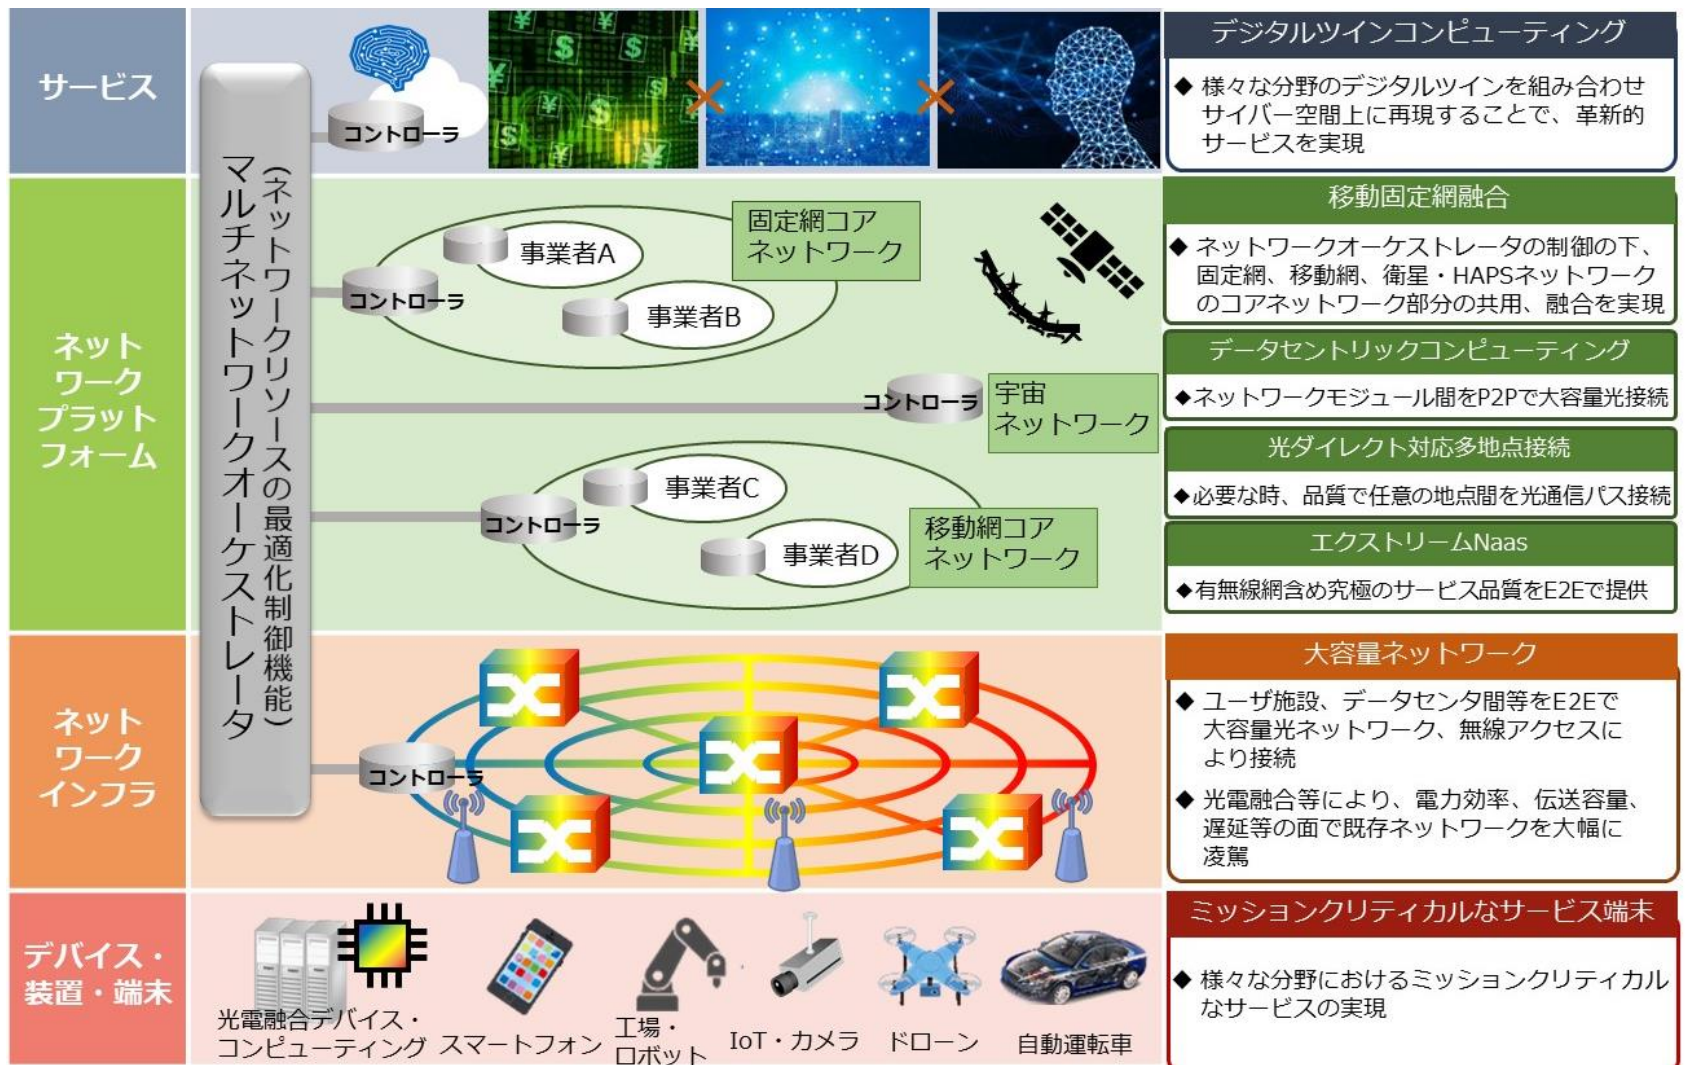 サービス
コントローラ
デジタルツインコンピューティング
◆ 様々な分野のデジタルツインを組み合わせ
サイバー空間上に再現することで、革新的
サービスを実現
マルチネットワークオーケストレータ
（ネットワークリソースの最適化制御機能）
ネット
ワーク
プラット
フォーム
固定網コア
ネットワーク
事業者A
コントローラ
事業者B
コントローラ
宇宙
ネットワーク
事業者C
コントローラ
移動網コア
ネットワーク
事業者D
移動固定網融合
◆ ネットワークオーケストレータの制御の下、
固定網、移動網、衛星・HAPSネットワーク
のコアネットワーク部分の共用、融合を実現
データセントリックコンピューティング
◆ネットワークモジュール間をP2Pで大容量光接続
光ダイレクト対応多地点接続
◆必要な時、品質で任意の地点間を光通信パス接続
エクストリームNaas
◆有無線網含め究極のサービス品質をE2Eで提供
ネット
ワーク
インフラ
コントローラ
大容量ネットワーク
◆ ユーザ施設、データセンタ間等をE2Eで
大容量光ネットワーク、無線アクセスに
より接続
◆ 光電融合等により、電力効率、伝送容量、
遅延等の面で既存ネットワークを大幅に
凌駕
デバイス・
装置・端末
光電融合デバイス・
コンピューティング
スマートフォン
工場・
ロボット
IoT・カメラ
ドローン
自動運転車
ミッションクリティカルなサービス端末
◆ 様々な分野におけるミッションクリティカル
なサービスの実現